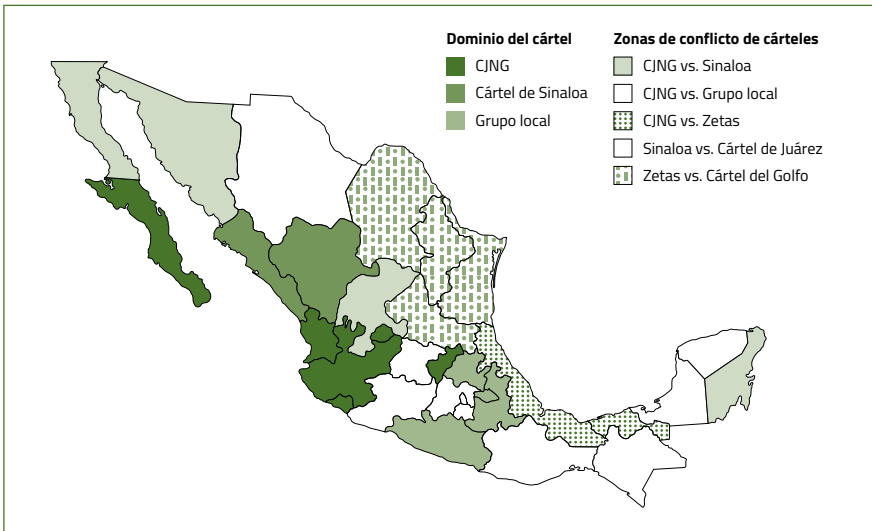 Dominio del cártel
CJNG
Cártel de Sinaloa
Grupo local
Zonas de conflicto de cárteles
CJNG vs. Sinaloa
CJNG vs. Grupo local
CJNG vs. Zetas
Sinaloa vs. Cártel de Juárez
Zetas vs. Cártel del Golfo